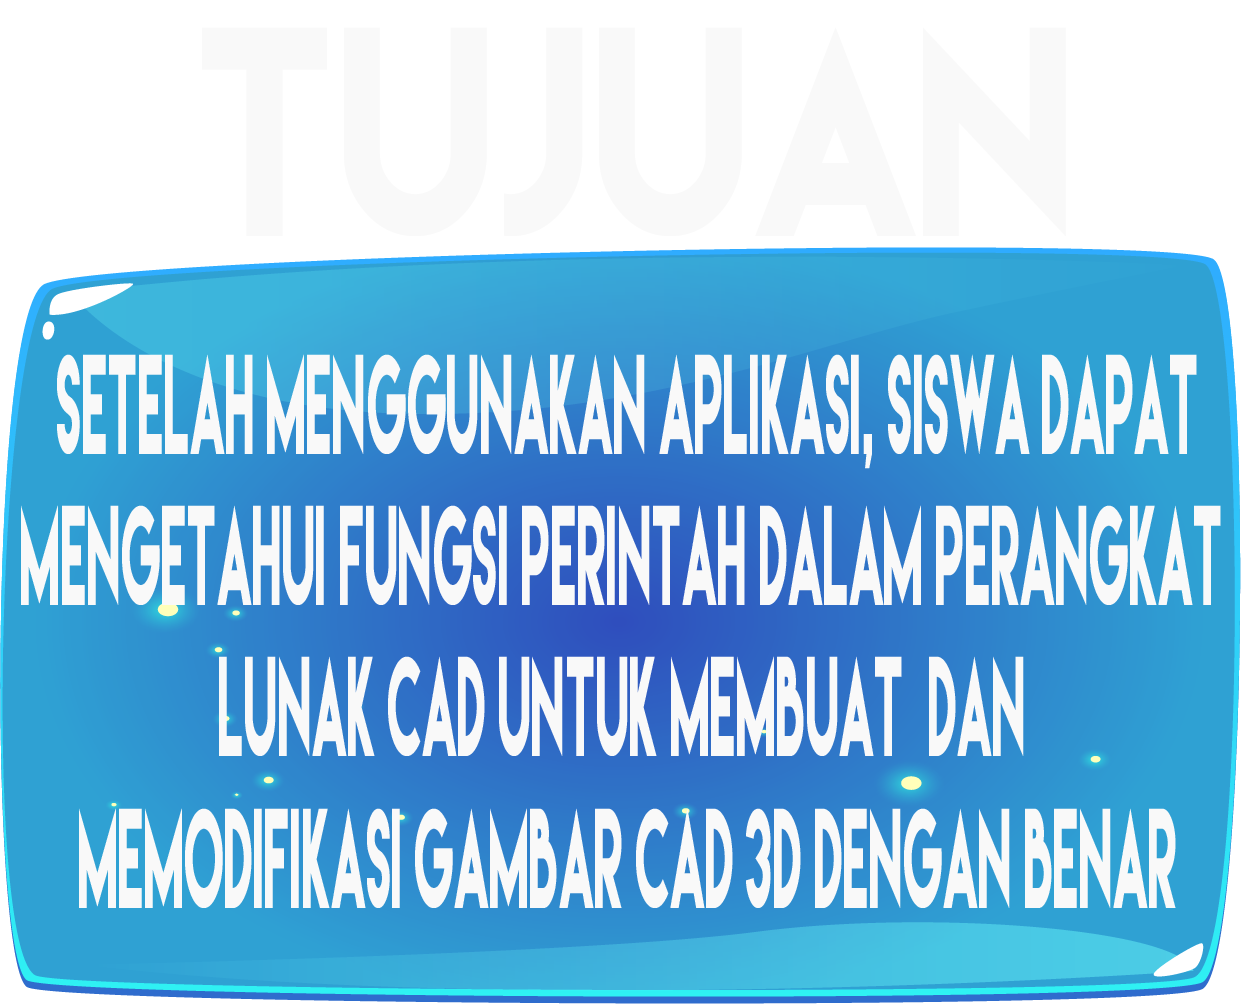 TUJUAN
SETELAH MENGGUNAKAN APLIKASI, SISWA DAPAT
MENGETAHUI FUNGSI PERINTAH DALAM PERANGKAT
LUNAK CAD UNTUK MEMBUAT DAN
MEMODIFIKASI GAMBAR CAD 3D DENGAN BENAR